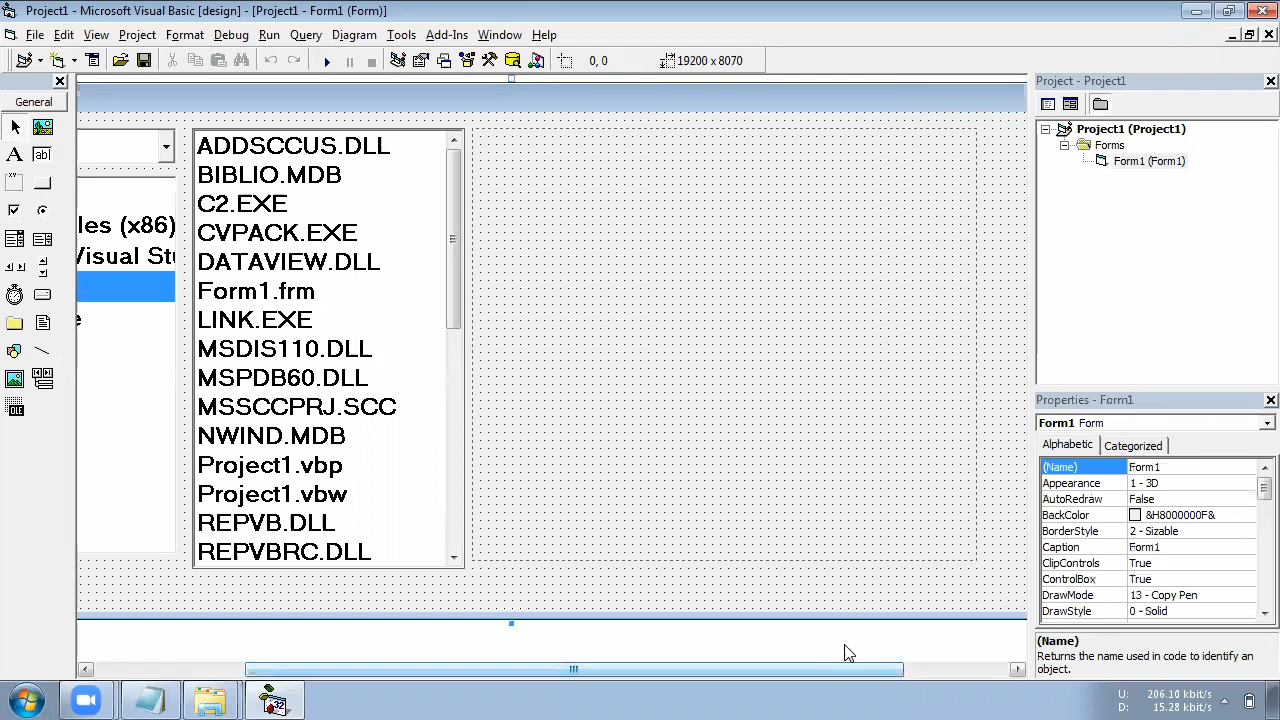 Project1 - Microsoft Visual Basic [design] - [Project1 - Form1 (Form)]
File Edit View Project Format Debug Run Query Diagram Tools Add-Ins Window Help
0, 0
19200 x 8070
General
A
ab|
xv
OLE
les (x86)
Visual Stu
e
ADDSCCUS.DLL
BIBLIO.MDB
C2.EXE
CVPACK.EXE
DATAVIEW.DLL
Form1.frm
LINK.EXE
MSDIS110.DLL
MSPDB60.DLL
MSSCCPRJ.SCC
NWIND.MDB
Project1.vbp
Project1.vbw
REPVB.DLL
REPVBRC.DLL
Project - Project1
Project1 (Project1)
Forms
Form1 (Form1)
Properties - Form1
Form1 Form
Alphabetic Categorized
(Name) Form1
Appearance 1 - 3D
AutoRedraw False
BackColor &H8000000F&
BorderStyle 2 - Sizable
Caption Form1
ClipControls True
ControlBox True
DrawMode 13 - Copy Pen
DrawStyle 0 - Solid
(Name)
Returns the name used in code to identify an
object.
32
U: 206.10 kbit/s
D: 15.28 kbit/s